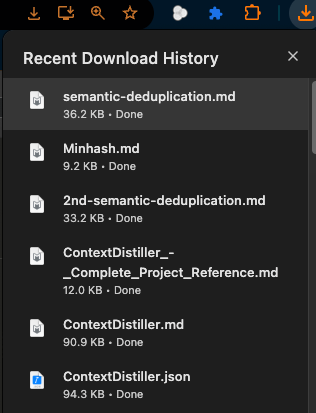 Recent Download History
semantic-deduplication.md
36.2 KB • Done
Minhash.md
9.2 KB • Done
2nd-semantic-deduplication.md
33.2 KB • Done
ContextDistiller_-
_Complete_Project_Reference.md
12.0 KB • Done
ContextDistiller.md
90.9 KB • Done
ContextDistiller.json
94.3 KB • Done